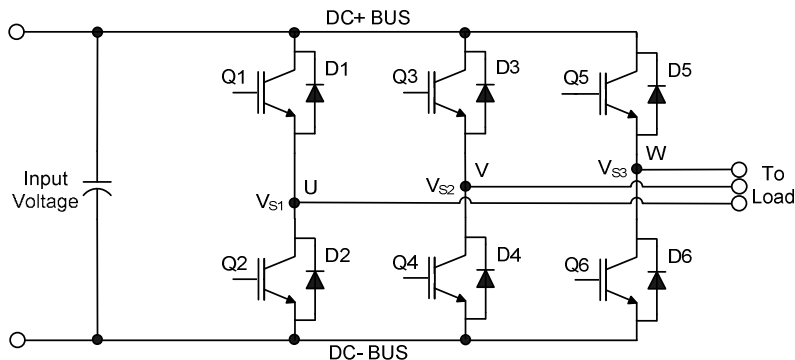 DC+ BUS
Q1
D1
Q3
D3
Q5
D5
Input
Voltage
U
VS1
V
VS2
W
VS3
To
Load
Q2
D2
Q4
D4
Q6
D6
DC- BUS